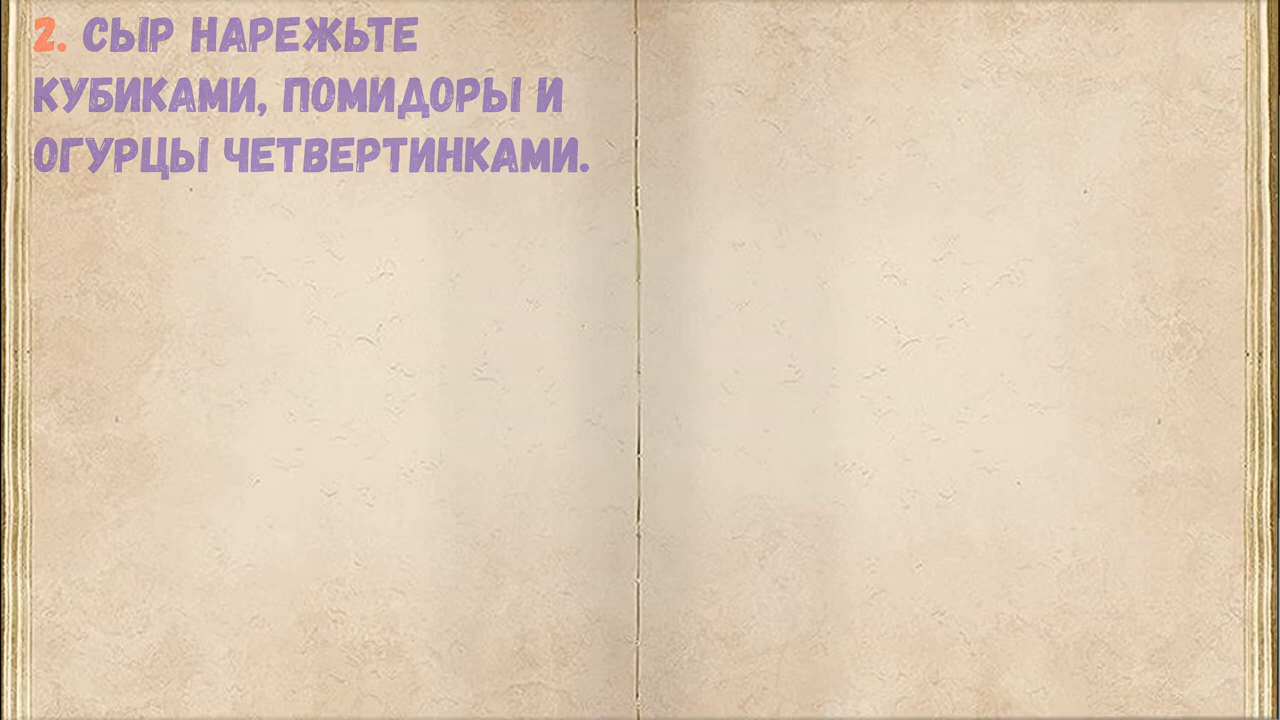 2. СЫР НАРЕЖЬТЕ
КУБИКАМИ, ПОМИДОРЫ И
ОГУРЦЫ ЧЕТВЕРТИНКАМИ.